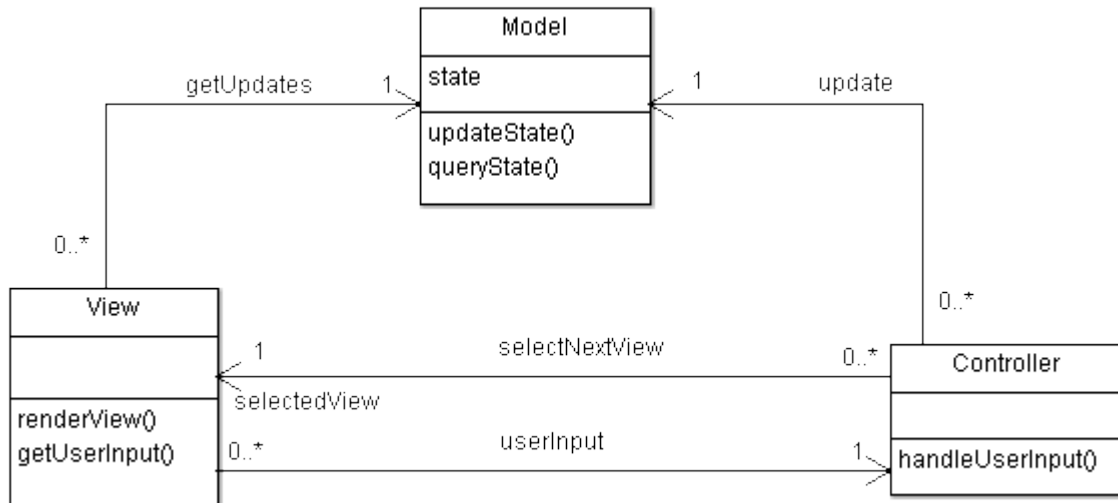 Model
getUpdates
1
state
1
update
updateState()
queryState()
0..*
View
0..*
1
selectNextView
0..*
Controller
selectedView
renderView()
getUserInput()
0..*
userInput
1
handleUserInput()